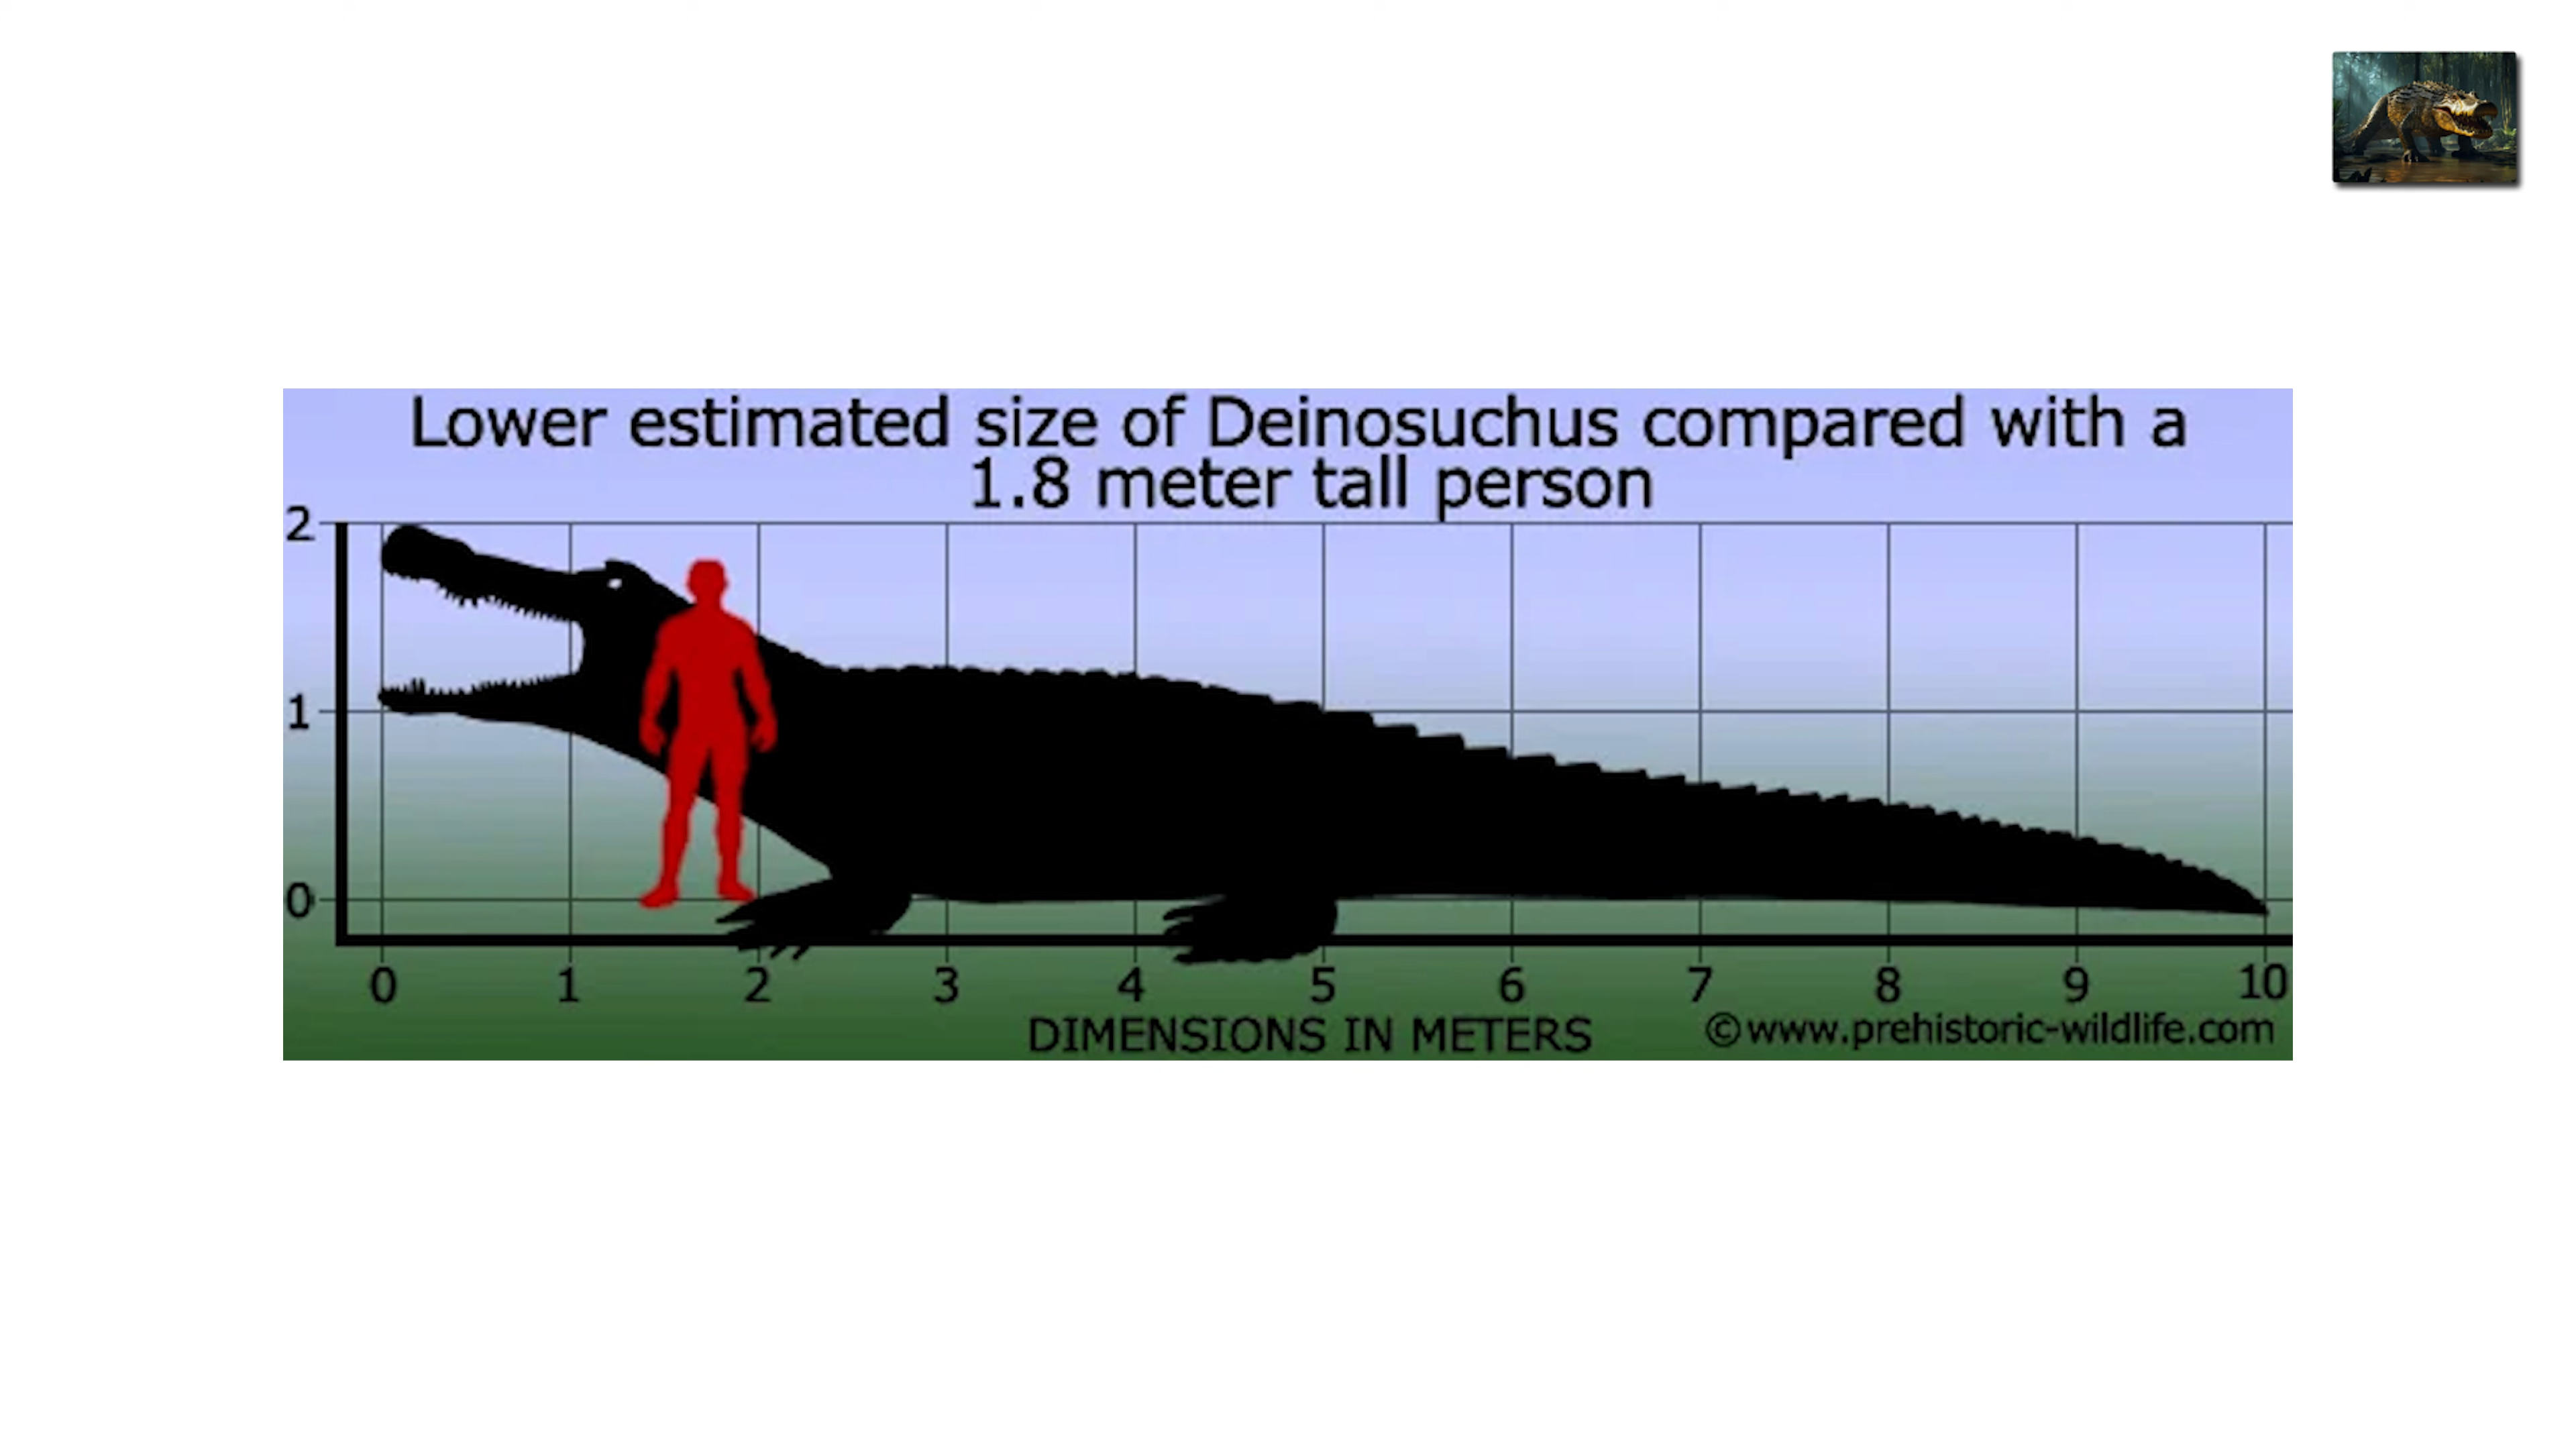 Lower estimated size of Deinosuchus compared with a
1.8 meter tall person
2
1
0
0 1 2 3 4 5 6 7 8 9 10
DIMENSIONS IN METERS
©www.prehistoric-wildlife.com